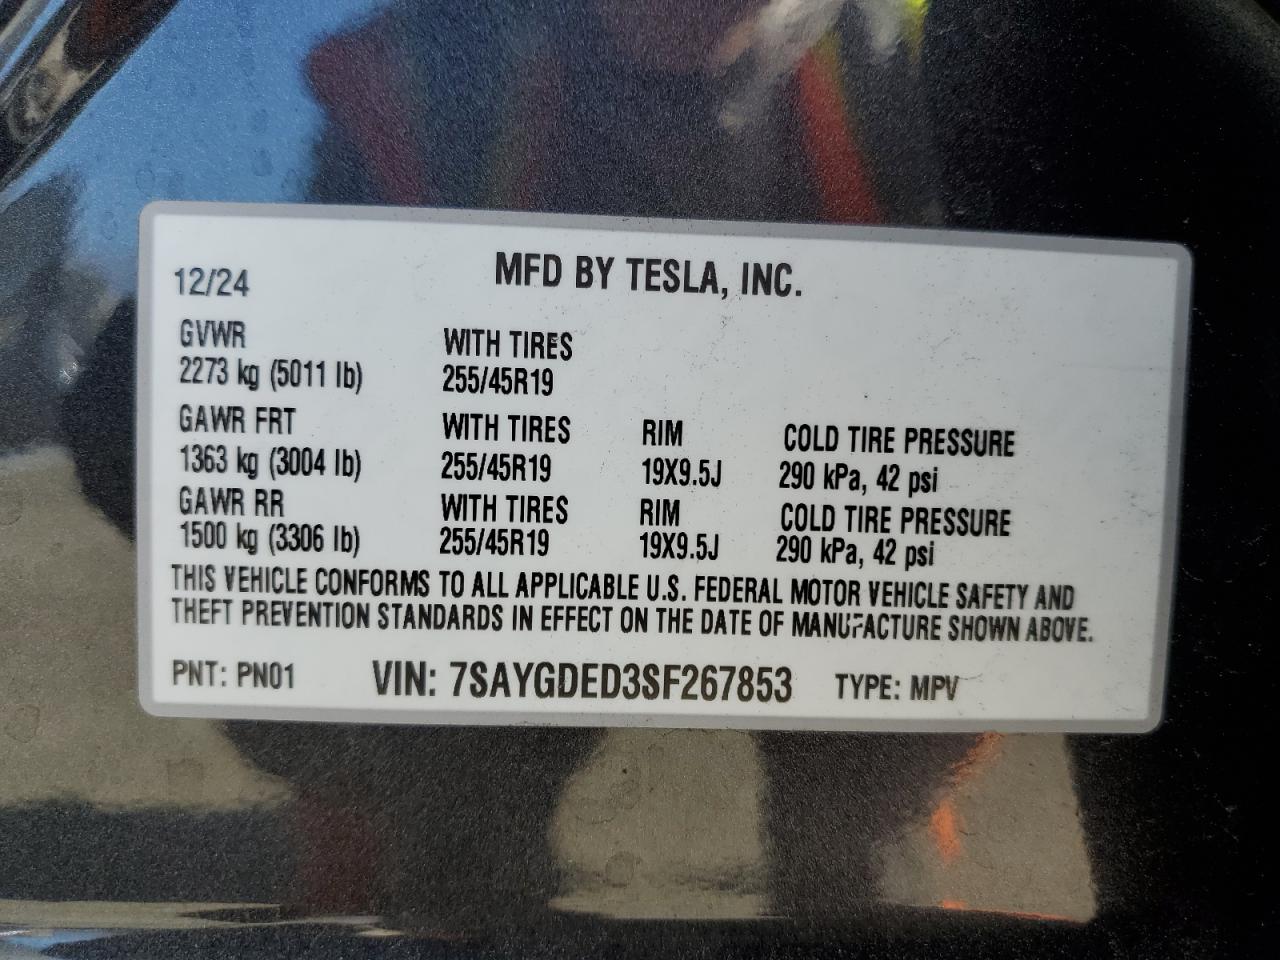 12/24 MFD BY TESLA, INC.
GVWR WITH TIRES
2273 kg (5011 lb) 255/45R19
GAWR FRT WITH TIRES RIM COLD TIRE PRESSURE
1363 kg (3004 lb) 255/45R19 19X9.5J 290 kPa, 42 psi
GAWR RR WITH TIRES RIM COLD TIRE PRESSURE
1500 kg (3306 lb) 255/45R19 19X9.5J 290 kPa, 42 psi
THIS VEHICLE CONFORMS TO ALL APPLICABLE U.S. FEDERAL MOTOR VEHICLE SAFETY AND
THEFT PREVENTION STANDARDS IN EFFECT ON THE DATE OF MANUFACTURE SHOWN ABOVE.
PNT: PN01 VIN: 7SAYGDED3SF267853 TYPE: MPV